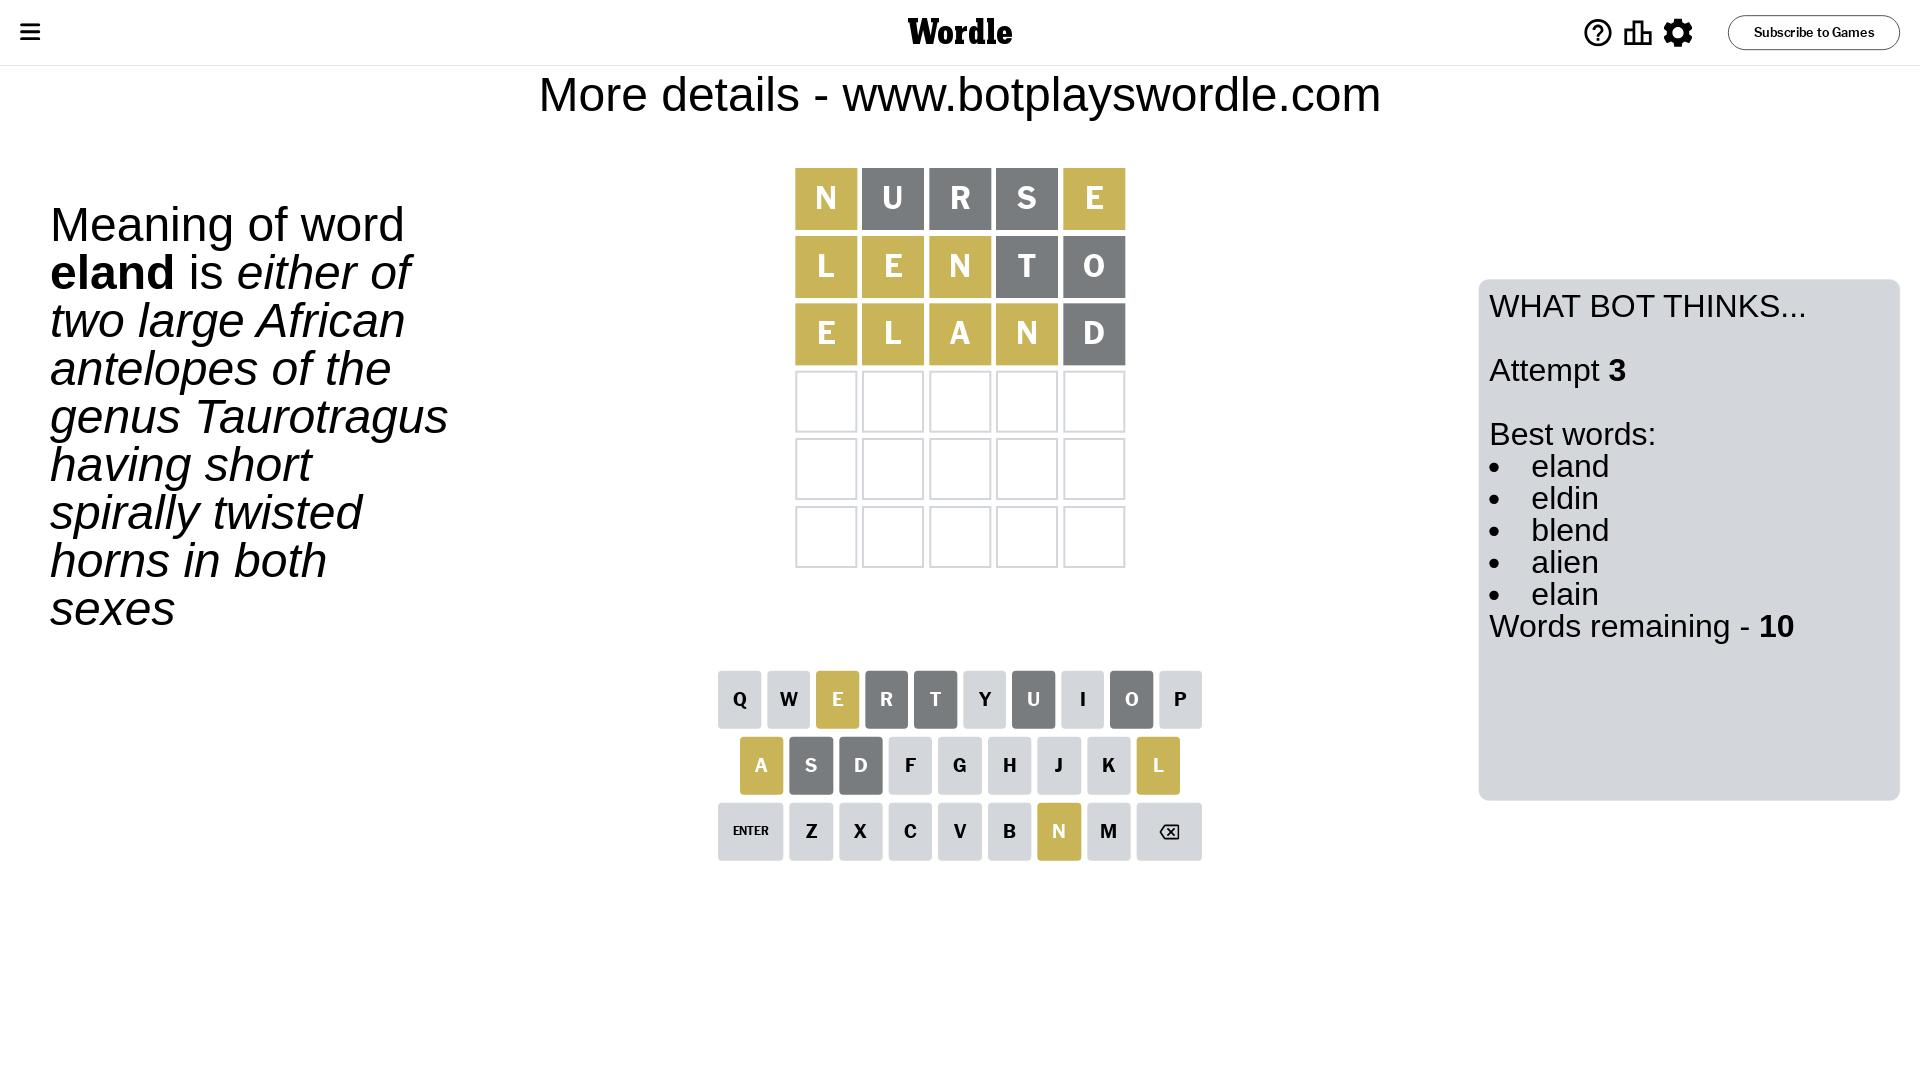 Wordle
Subscribe to Games
More details - www.botplayswordle.com
Meaning of word
eland is either of
two large African
antelopes of the
genus Taurotragus
having short
spirally twisted
horns in both
sexes
N U R S E
L E N T O
E L A N D
WHAT BOT THINKS...
Attempt 3
Best words:
• eland
• eldin
• blend
• alien
• elain
Words remaining - 10
Q W E R T Y U I O P
A S D F G H J K L
ENTER Z X C V B N M